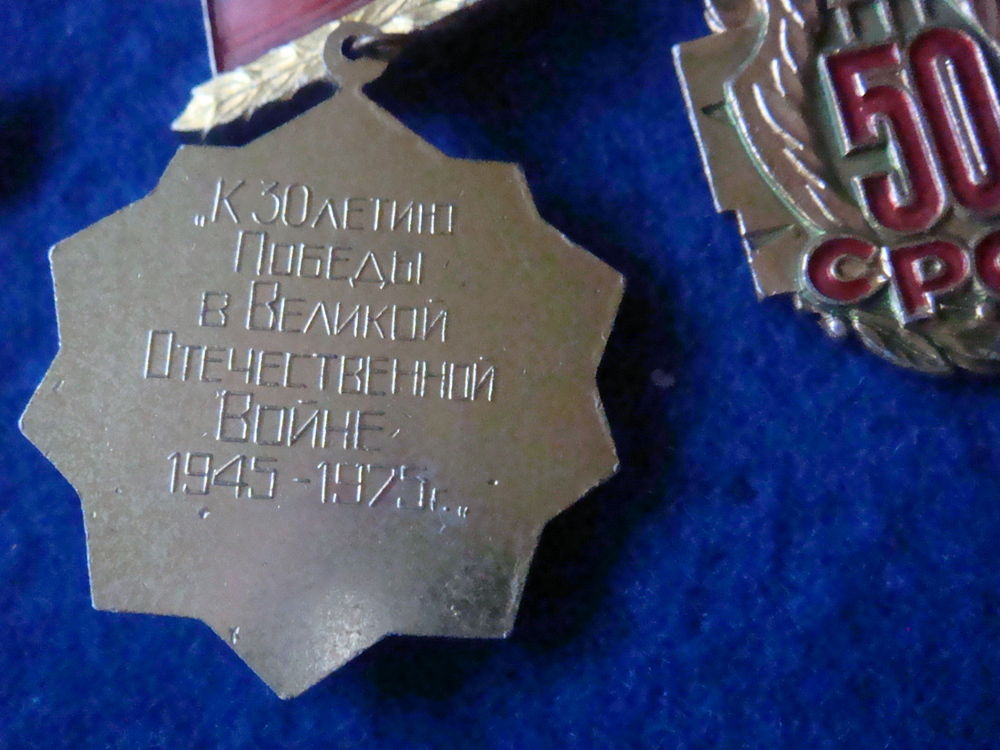 „К 30ЛЕТИЮ
ПОБЕДЫ
В ВЕЛИКОЙ
ОТЕЧЕСТВЕННОЙ
ВОЙНЕ
1945-1975г.„
50
СР